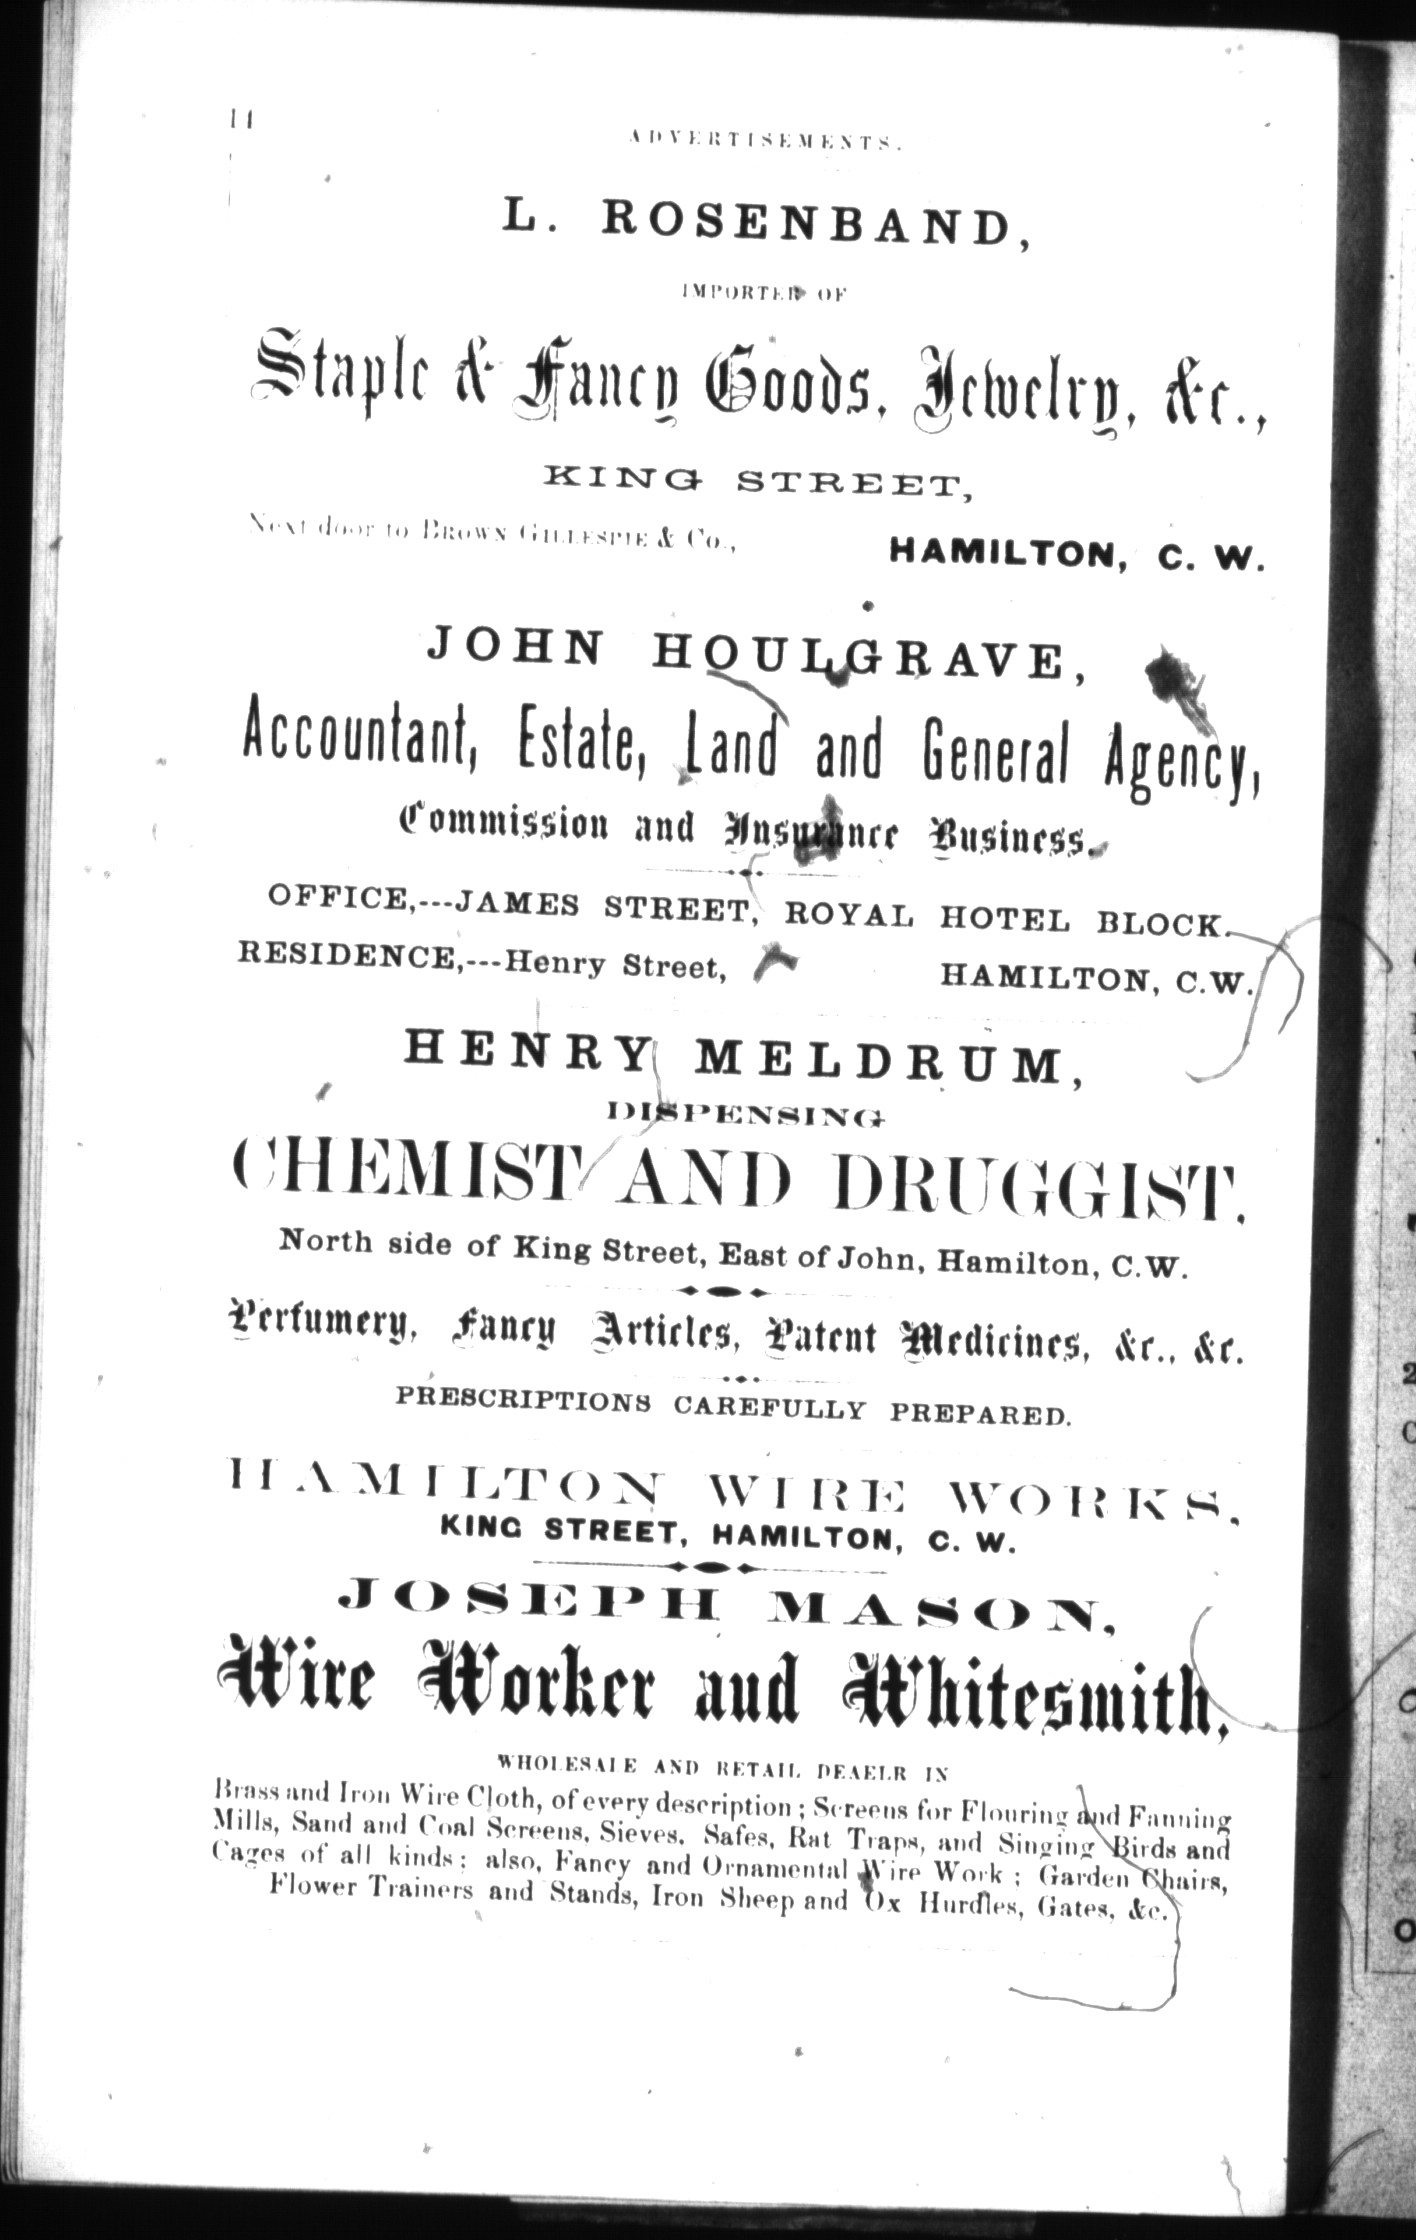 11
ADVERTISEMENTS.
L. ROSENBAND,
IMPORTER OF
Staple & Fancy Goods, Jewelry, &c.,
KING STREET,
Next door to BROWN GILLESPIE & Co.,
HAMILTON, C. W.
JOHN HOULGRAVE,
Accountant, Estate, Land and General Agency,
Commission and Insurance Business.
OFFICE,---JAMES STREET, ROYAL HOTEL BLOCK.
RESIDENCE,---Henry Street, HAMILTON, C.W.
HENRY MELDRUM,
DISPENSING
CHEMIST AND DRUGGIST.
North side of King Street, East of John, Hamilton, C.W.
Perfumery, Fancy Articles, Patent Medicines, &c., &c.
PRESCRIPTIONS CAREFULLY PREPARED.
HAMILTON WIRE WORKS,
KING STREET, HAMILTON, C. W.
JOSEPH MASON,
Wire Worker and Whitesmith,
WHOLESALE AND RETAIL DEAELR IN
Brass and Iron Wire Cloth, of every description; Screens for Flouring and Fanning
Mills, Sand and Coal Screens, Sieves, Safes, Rat Traps, and Singing Birds and
Cages of all kinds; also, Fancy and Ornamental Wire Work; Garden Chairs,
Flower Trainers and Stands, Iron Sheep and Ox Hurdles, Gates, &c.